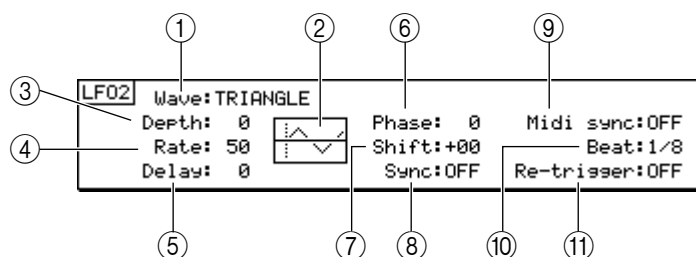 ① ② ⑥ ⑨
LFO2 Wave:TRIANGLE
③ Depth: 0 Phase: 0 Midi sync:OFF
④ Rate: 50 Shift:+00 ⑩ Beat:1/8
Delay: 0 Sync:OFF Re-trigger:OFF
⑤ ⑦ ⑧ ⑪